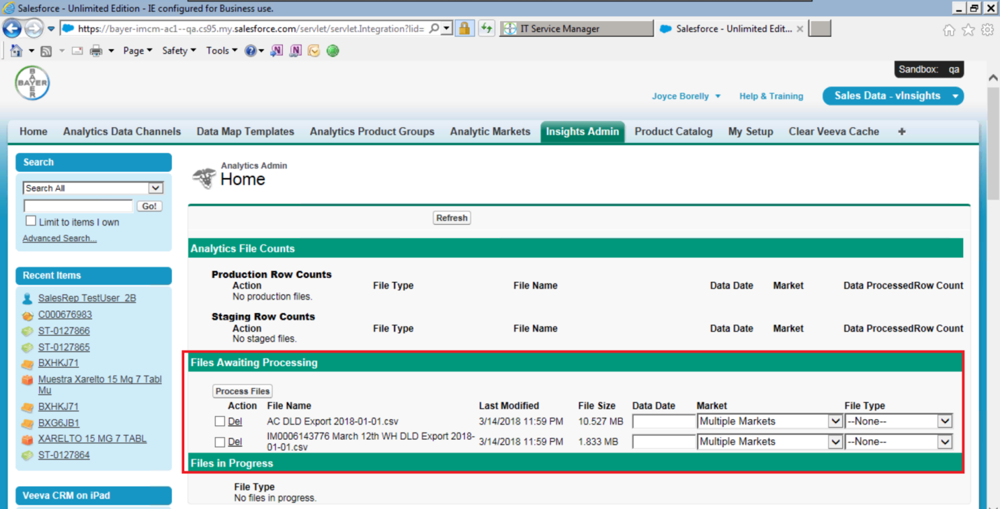 Salesforce - Unlimited Edition - IE configured for Business use.
https://bayer-imcm-ac1--qa.cs95.my.salesforce.com/servlet/servlet.Integration?lid=
IT Service Manager
Salesforce - Unlimited Edit...
Page Safety Tools
Sandbox: qa
BAYER
BAYER
Joyce Borelly Help & Training Sales Data - vInsights
Home Analytics Data Channels Data Map Templates Analytics Product Groups Analytic Markets Insights Admin Product Catalog My Setup Clear Veeva Cache +
Search
Search All
Go!
Limit to items I own
Advanced Search...
Recent Items
SalesRep TestUser_2B
C000676983
ST-0127866
ST-0127865
BXHKJ71
Muestra Xarelto 15 Mg 7 Tabl
Mu
BXHKJ71
BXG6JB1
XARELTO 15 MG 7 TABL
ST-0127864
Veeva CRM on iPad
Analytics Admin
Home
Refresh
Analytics File Counts
Production Row Counts
Action File Type File Name Data Date Market Data Processed Row Count
No production files.
Staging Row Counts
Action File Type File Name Data Date Market Data Processed Row Count
No staged files.
Files Awaiting Processing
Process Files
Action File Name Last Modified File Size Data Date Market File Type
Del AC DLD Export 2018-01-01.csv 3/14/2018 11:59 PM 10.527 MB Multiple Markets --None--
Del IM0006143776 March 12th WH DLD Export 2018-
01-01.csv 3/14/2018 11:59 PM 1.833 MB Multiple Markets --None--
Files in Progress
File Type
No files in progress.